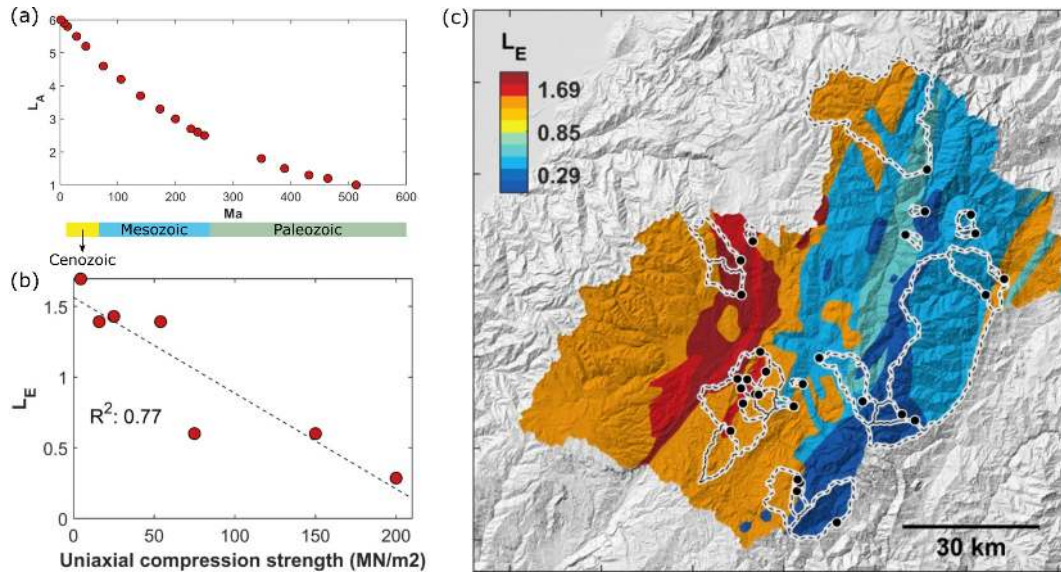 (a)
6
5
4
3
2
1
L_A
0 100 200 300 400 500 600
Ma
Mesozoic Paleozoic
Cenozoic
(b)
1.5
1
0.5
0
L_E
R²: 0.77
0 50 100 150 200
Uniaxial compression strength (MN/m2)
(c)
L_E
1.69
0.85
0.29
30 km